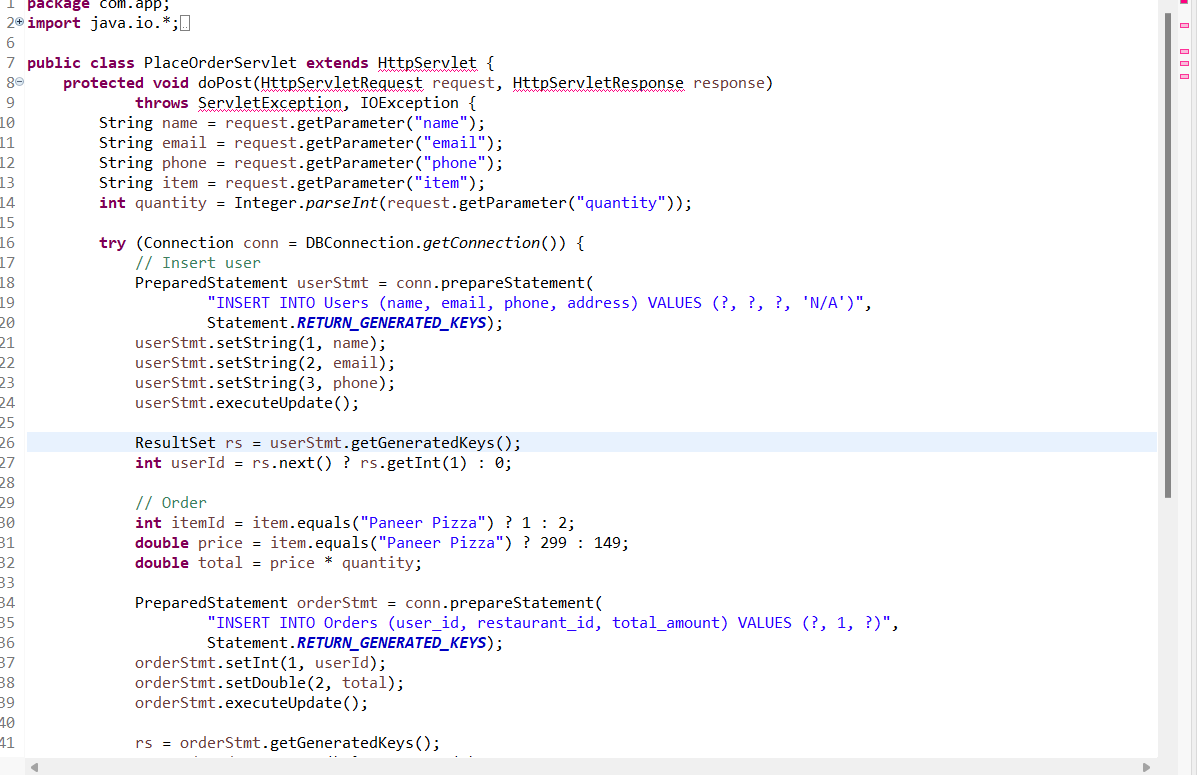 1 package com.app;
2 import java.io.*;
6
7 public class PlaceOrderServlet extends HttpServlet {
8     protected void doPost(HttpServletRequest request, HttpServletResponse response)
9             throws ServletException, IOException {
10         String name = request.getParameter("name");
11         String email = request.getParameter("email");
12         String phone = request.getParameter("phone");
13         String item = request.getParameter("item");
14         int quantity = Integer.parseInt(request.getParameter("quantity"));
15
16         try (Connection conn = DBConnection.getConnection()) {
17             // Insert user
18             PreparedStatement userStmt = conn.prepareStatement(
19                     "INSERT INTO Users (name, email, phone, address) VALUES (?, ?, ?, 'N/A')",
20                     Statement.RETURN_GENERATED_KEYS);
21             userStmt.setString(1, name);
22             userStmt.setString(2, email);
23             userStmt.setString(3, phone);
24             userStmt.executeUpdate();
25
26             ResultSet rs = userStmt.getGeneratedKeys();
27             int userId = rs.next() ? rs.getInt(1) : 0;
28
29             // Order
30             int itemId = item.equals("Paneer Pizza") ? 1 : 2;
31             double price = item.equals("Paneer Pizza") ? 299 : 149;
32             double total = price * quantity;
33
34             PreparedStatement orderStmt = conn.prepareStatement(
35                     "INSERT INTO Orders (user_id, restaurant_id, total_amount) VALUES (?, 1, ?)",
36                     Statement.RETURN_GENERATED_KEYS);
37             orderStmt.setInt(1, userId);
38             orderStmt.setDouble(2, total);
39             orderStmt.executeUpdate();
40
41             rs = orderStmt.getGeneratedKeys();